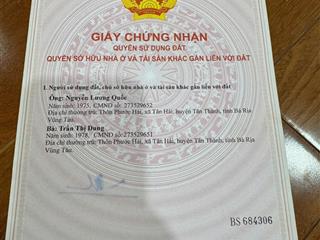 GIẤY CHỨNG NHẬN
QUYỀN SỬ DỤNG ĐẤT
QUYỀN SỞ HỮU NHÀ Ở VÀ TÀI SẢN KHÁC GẮN LIỀN VỚI ĐẤT
I. Người sử dụng đất, chủ sở hữu nhà ở và tài sản khác gắn liền với đất
Ông: Nguyễn Lương Quốc
Năm sinh: 1975, CMND số: 273529652
Địa chỉ thường trú: Thôn Phước Hải, xã Tân Hải, huyện Tân Thành, tỉnh Bà Rịa
Vũng Tàu.
Bà: Trần Thị Dung
Năm sinh: 1978, CMND số: 273529651
Địa chỉ thường trú: Thôn Phước Hải, xã Tân Hải, huyện Tân Thành, tỉnh Bà Rịa
Vũng Tàu.
BS 684306